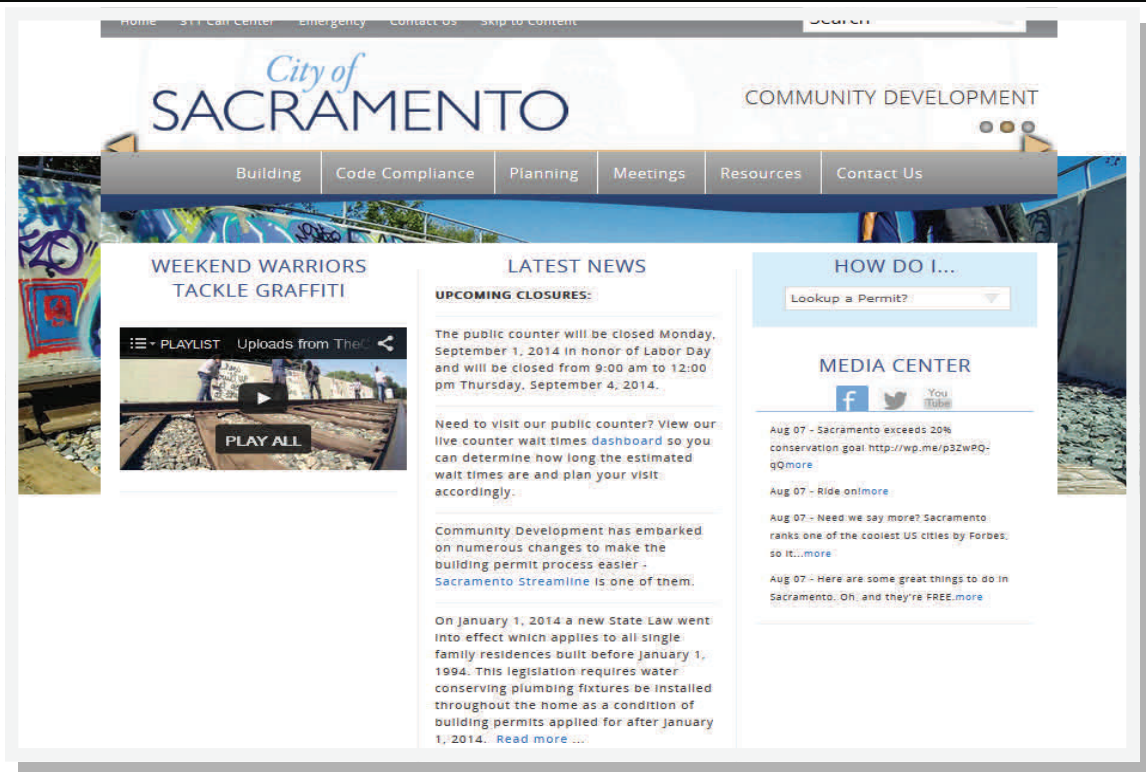 Home 311 Call Center Emergency Contact Us Skip to Content
Search
City of
SACRAMENTO
COMMUNITY DEVELOPMENT
Building Code Compliance Planning Meetings Resources Contact Us
WEEKEND WARRIORS
TACKLE GRAFFITI
PLAYLIST Uploads from TheC
PLAY ALL
LATEST NEWS
UPCOMING CLOSURES:
The public counter will be closed Monday,
September 1, 2014 in honor of Labor Day
and will be closed from 9:00 am to 12:00
pm Thursday, September 4, 2014.
Need to visit our public counter? View our
live counter wait times dashboard so you
can determine how long the estimated
wait times are and plan your visit
accordingly.
Community Development has embarked
on numerous changes to make the
building permit process easier -
Sacramento Streamline is one of them.
On January 1, 2014 a new State Law went
into effect which applies to all single
family residences built before January 1,
1994. This legislation requires water
conserving plumbing fixtures be installed
throughout the home as a condition of
building permits applied for after January
1, 2014. Read more ...
HOW DO I...
Lookup a Permit?
MEDIA CENTER
f
You
Tube
Aug 07 - Sacramento exceeds 20%
conservation goal http://wp.me/p3ZwPQ-
qQmore
Aug 07 - Ride on!more
Aug 07 - Need we say more? Sacramento
ranks one of the coolest US cities by Forbes,
so it...more
Aug 07 - Here are some great things to do in
Sacramento. Oh, and they're FREE.more